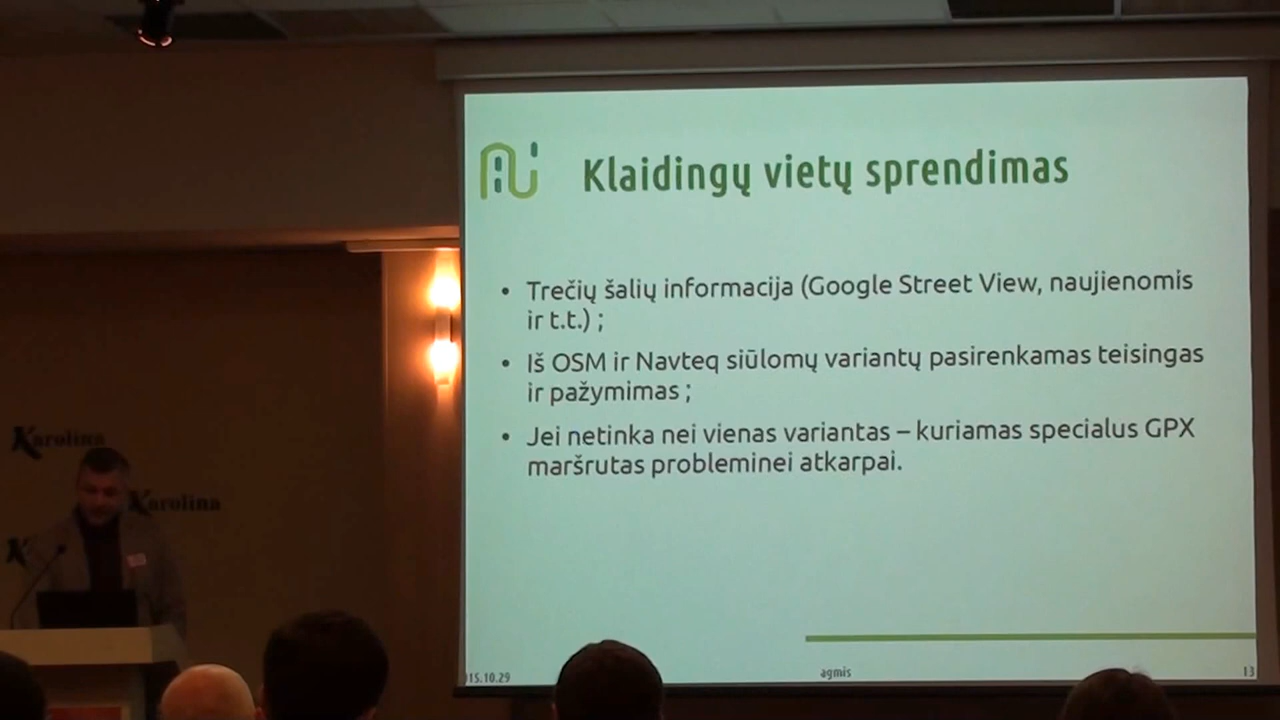 Klaidingų vietų sprendimas
• Trečių šalių informacija (Google Street View, naujienomis
ir t.t.) ;
• Iš OSM ir Navteq siūlomų variantų pasirenkamas teisingas
ir pažymimas ;
• Jei netinka nei vienas variantas – kuriamas specialus GPX
maršrutas probleminei atkarpai.
15.10.29
agmis
13
Karolina
Karolina